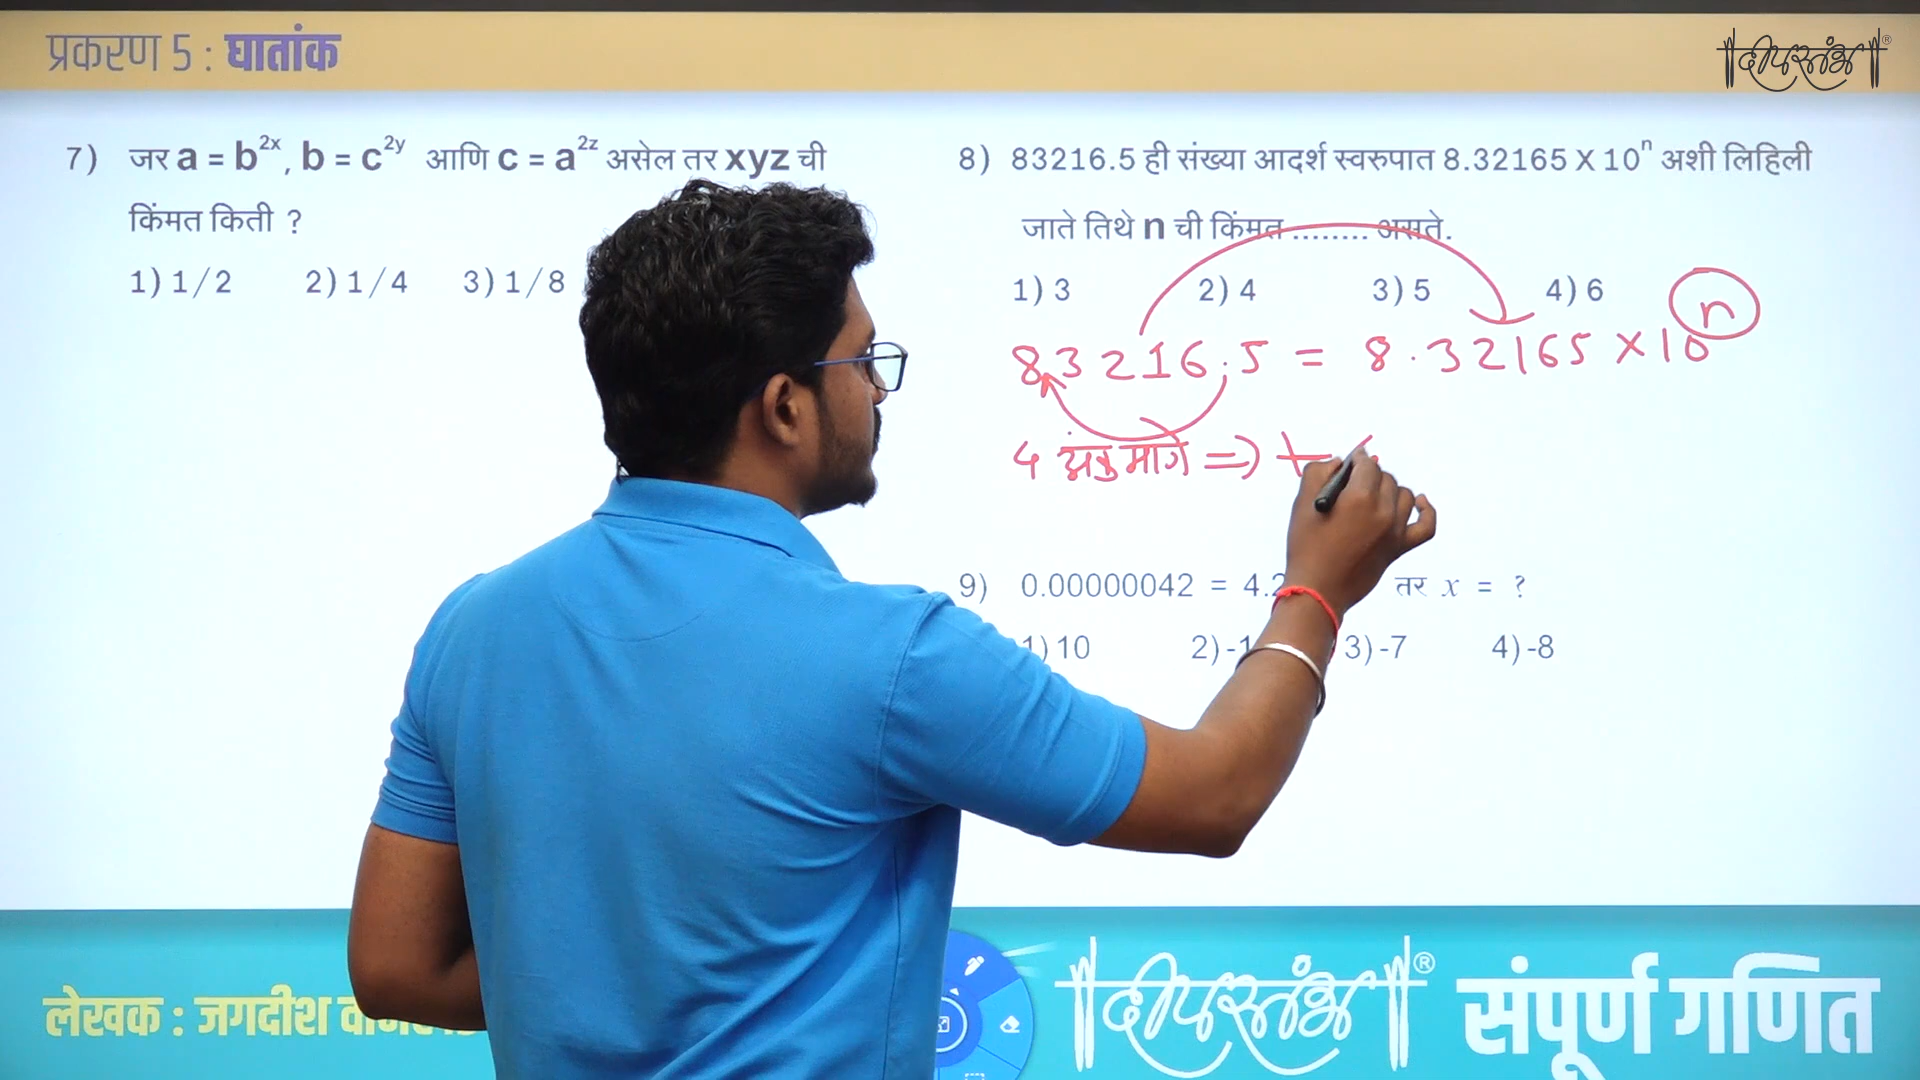 प्रकरण 5 : घातांक
दीपस्तंभ®
7) जर a = b^2x, b = c^2y आणि c = a^2z असेल तर xyz ची
किंमत किती ?
1) 1/2 2) 1/4 3) 1/8
8) 83216.5 ही संख्या आदर्श स्वरुपात 8.32165 X 10^n अशी लिहिली
जाते तिथे n ची किंमत ........ असते.
1) 3 2) 4 3) 5 4) 6
83216.5 = 8.32165 × 10^n
4 अंक मागे ⇒ +
9) 0.00000042 = 4.2 तर x = ?
1) 10 2) -1 3) -7 4) -8
लेखक : जगदीश
दीपस्तंभ® संपूर्ण गणित